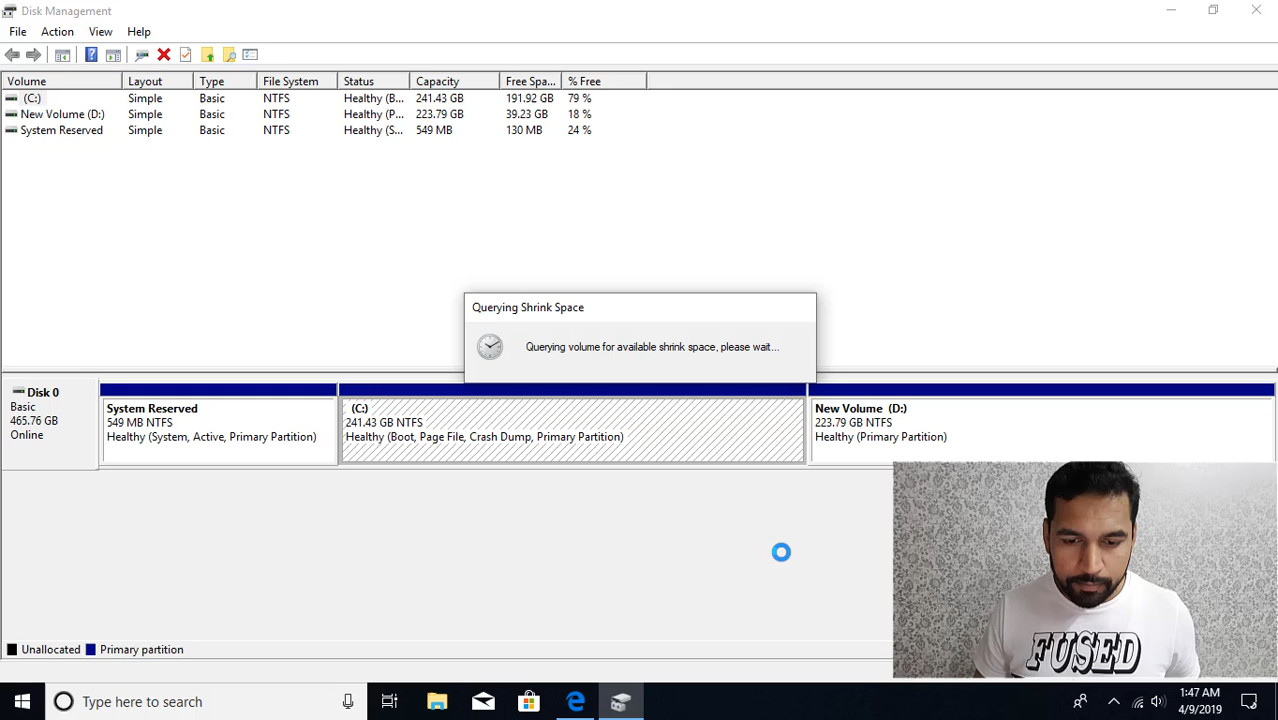 Disk Management
File Action View Help
Volume Layout Type File System Status Capacity Free Spa... % Free
(C:) Simple Basic NTFS Healthy (B... 241.43 GB 191.92 GB 79 %
New Volume (D:) Simple Basic NTFS Healthy (P... 223.79 GB 39.23 GB 18 %
System Reserved Simple Basic NTFS Healthy (S... 549 MB 130 MB 24 %
Querying Shrink Space
Querying volume for available shrink space, please wait...
Disk 0
Basic
465.76 GB
Online
System Reserved
549 MB NTFS
Healthy (System, Active, Primary Partition)
(C:)
241.43 GB NTFS
Healthy (Boot, Page File, Crash Dump, Primary Partition)
New Volume (D:)
223.79 GB NTFS
Healthy (Primary Partition)
FUSED
Unallocated Primary partition
Type here to search
1:47 AM
4/9/2019